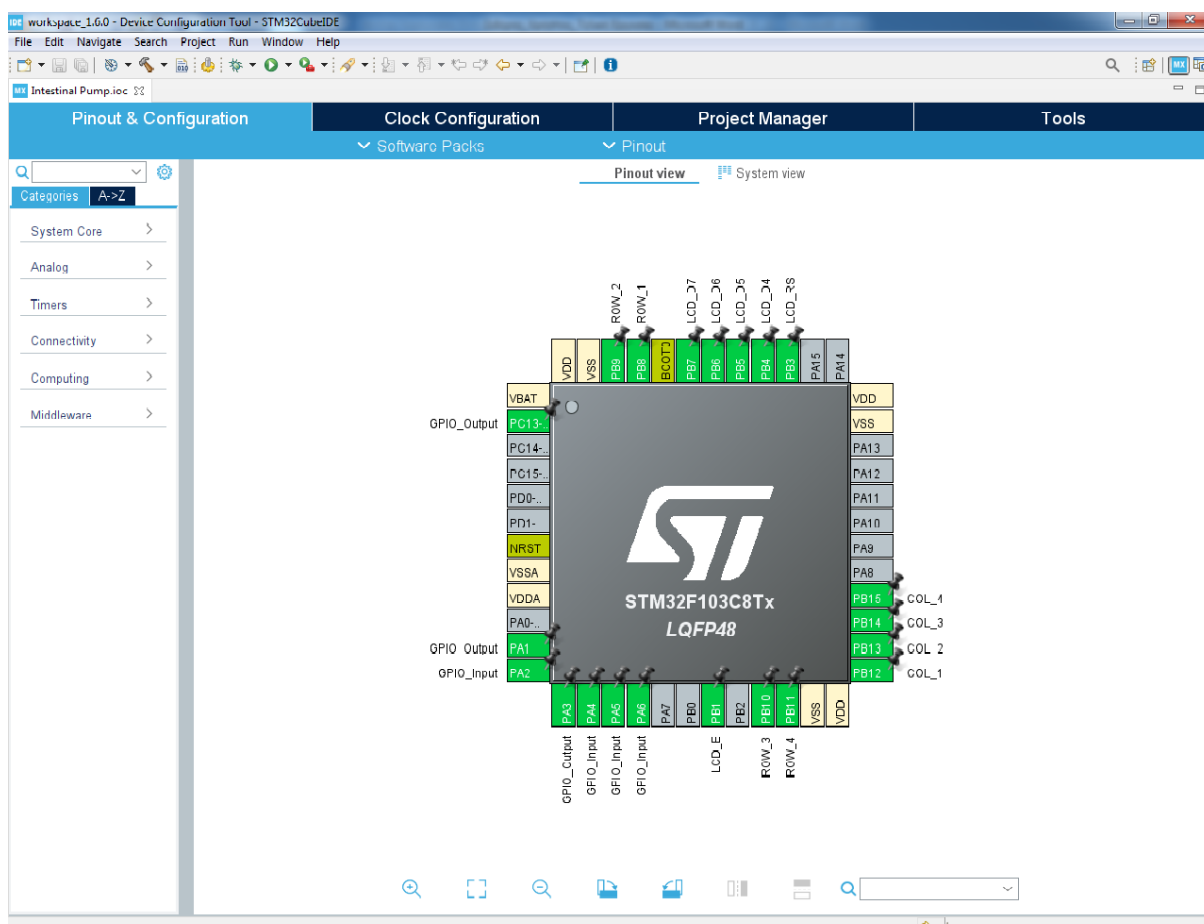 workspace_1.6.0 - Device Configuration Tool - STM32CubeIDE
File Edit Navigate Search Project Run Window Help
Intestinal Pump.ioc
Pinout & Configuration Clock Configuration Project Manager Tools
Software Packs Pinout
Pinout view System view
Categories A->Z
System Core
Analog
Timers
Connectivity
Computing
Middleware
ROW_2 ROW_1 LCD_D7 LCD_D6 LCD_D5 LCD_D4 LCD_RS
VDD VSS PB9 PB8 BOOT0 PB7 PB6 PB5 PB4 PB3 PA15 PA14
VBAT VDD
GPIO_Output PC13-.. VSS
PC14-.. PA13
PC15-.. PA12
PD0-.. PA11
PD1- PA10
NRST PA9
VSSA PA8
VDDA PB15 COL_4
PA0-.. PB14 COL_3
GPIO_Output PA1 PB13 COL_2
GPIO_Input PA2 PB12 COL_1
STM32F103C8Tx
LQFP48
PA3 PA4 PA5 PA6 PA7 PB0 PB1 PB2 PB10 PB11 VSS VDD
GPIO_Output GPIO_Input GPIO_Input GPIO_Input LCD_E ROW_3 ROW_4